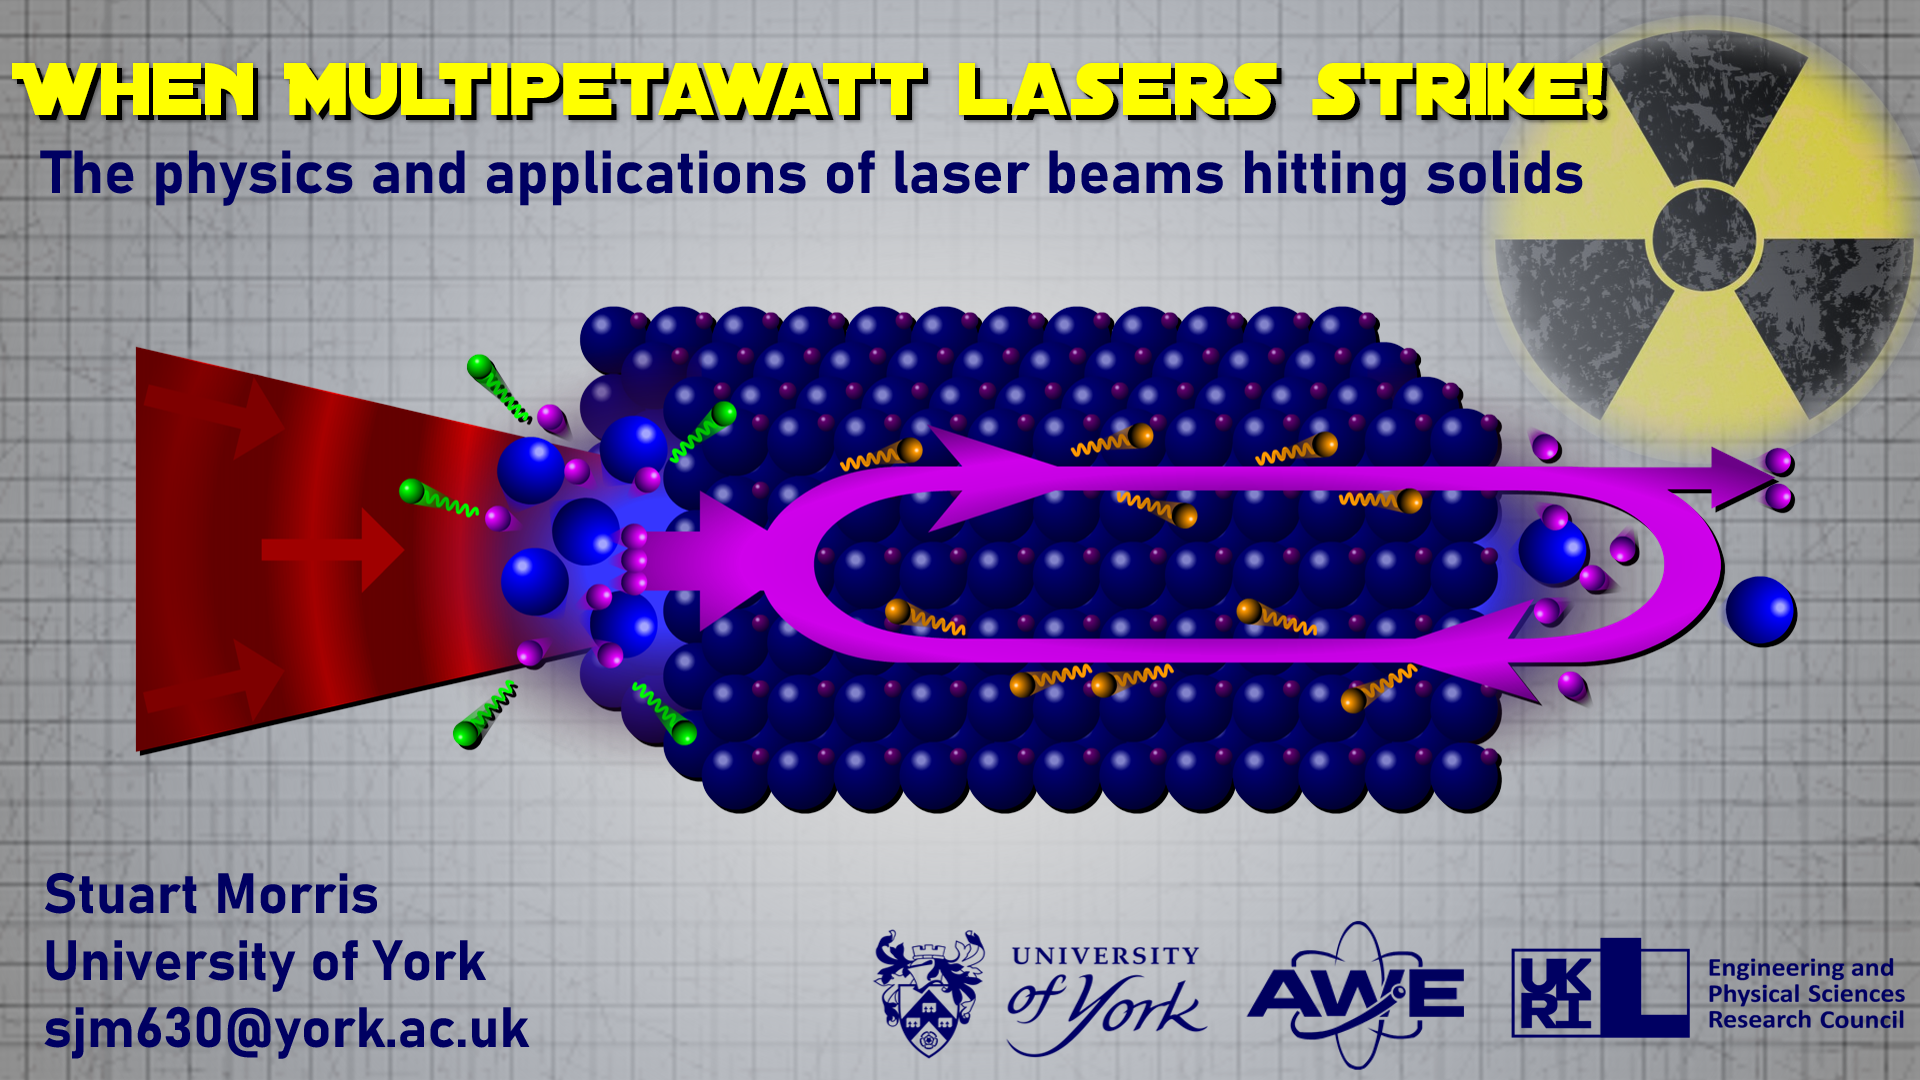 WHEN MULTIPETAWATT LASERS STRIKE!
The physics and applications of laser beams hitting solids
Stuart Morris
University of York
sjm630@york.ac.uk
UNIVERSITY
of York
AWE
UK
RI
Engineering and
Physical Sciences
Research Council